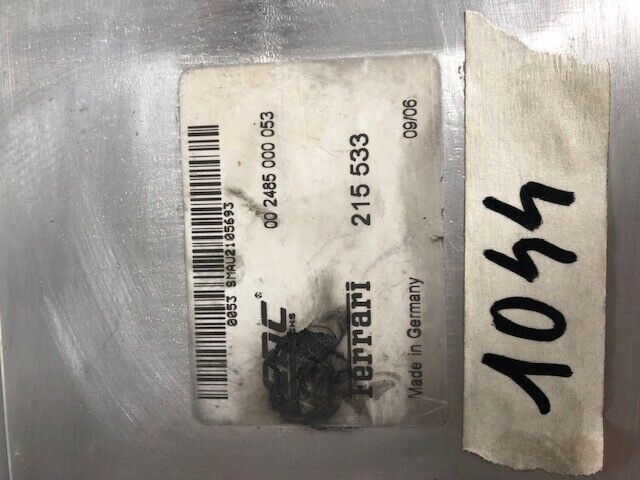 0053 SMAU2105693
00 2485 000 053
Ferrari 215 533
Made in Germany 09/06
1044